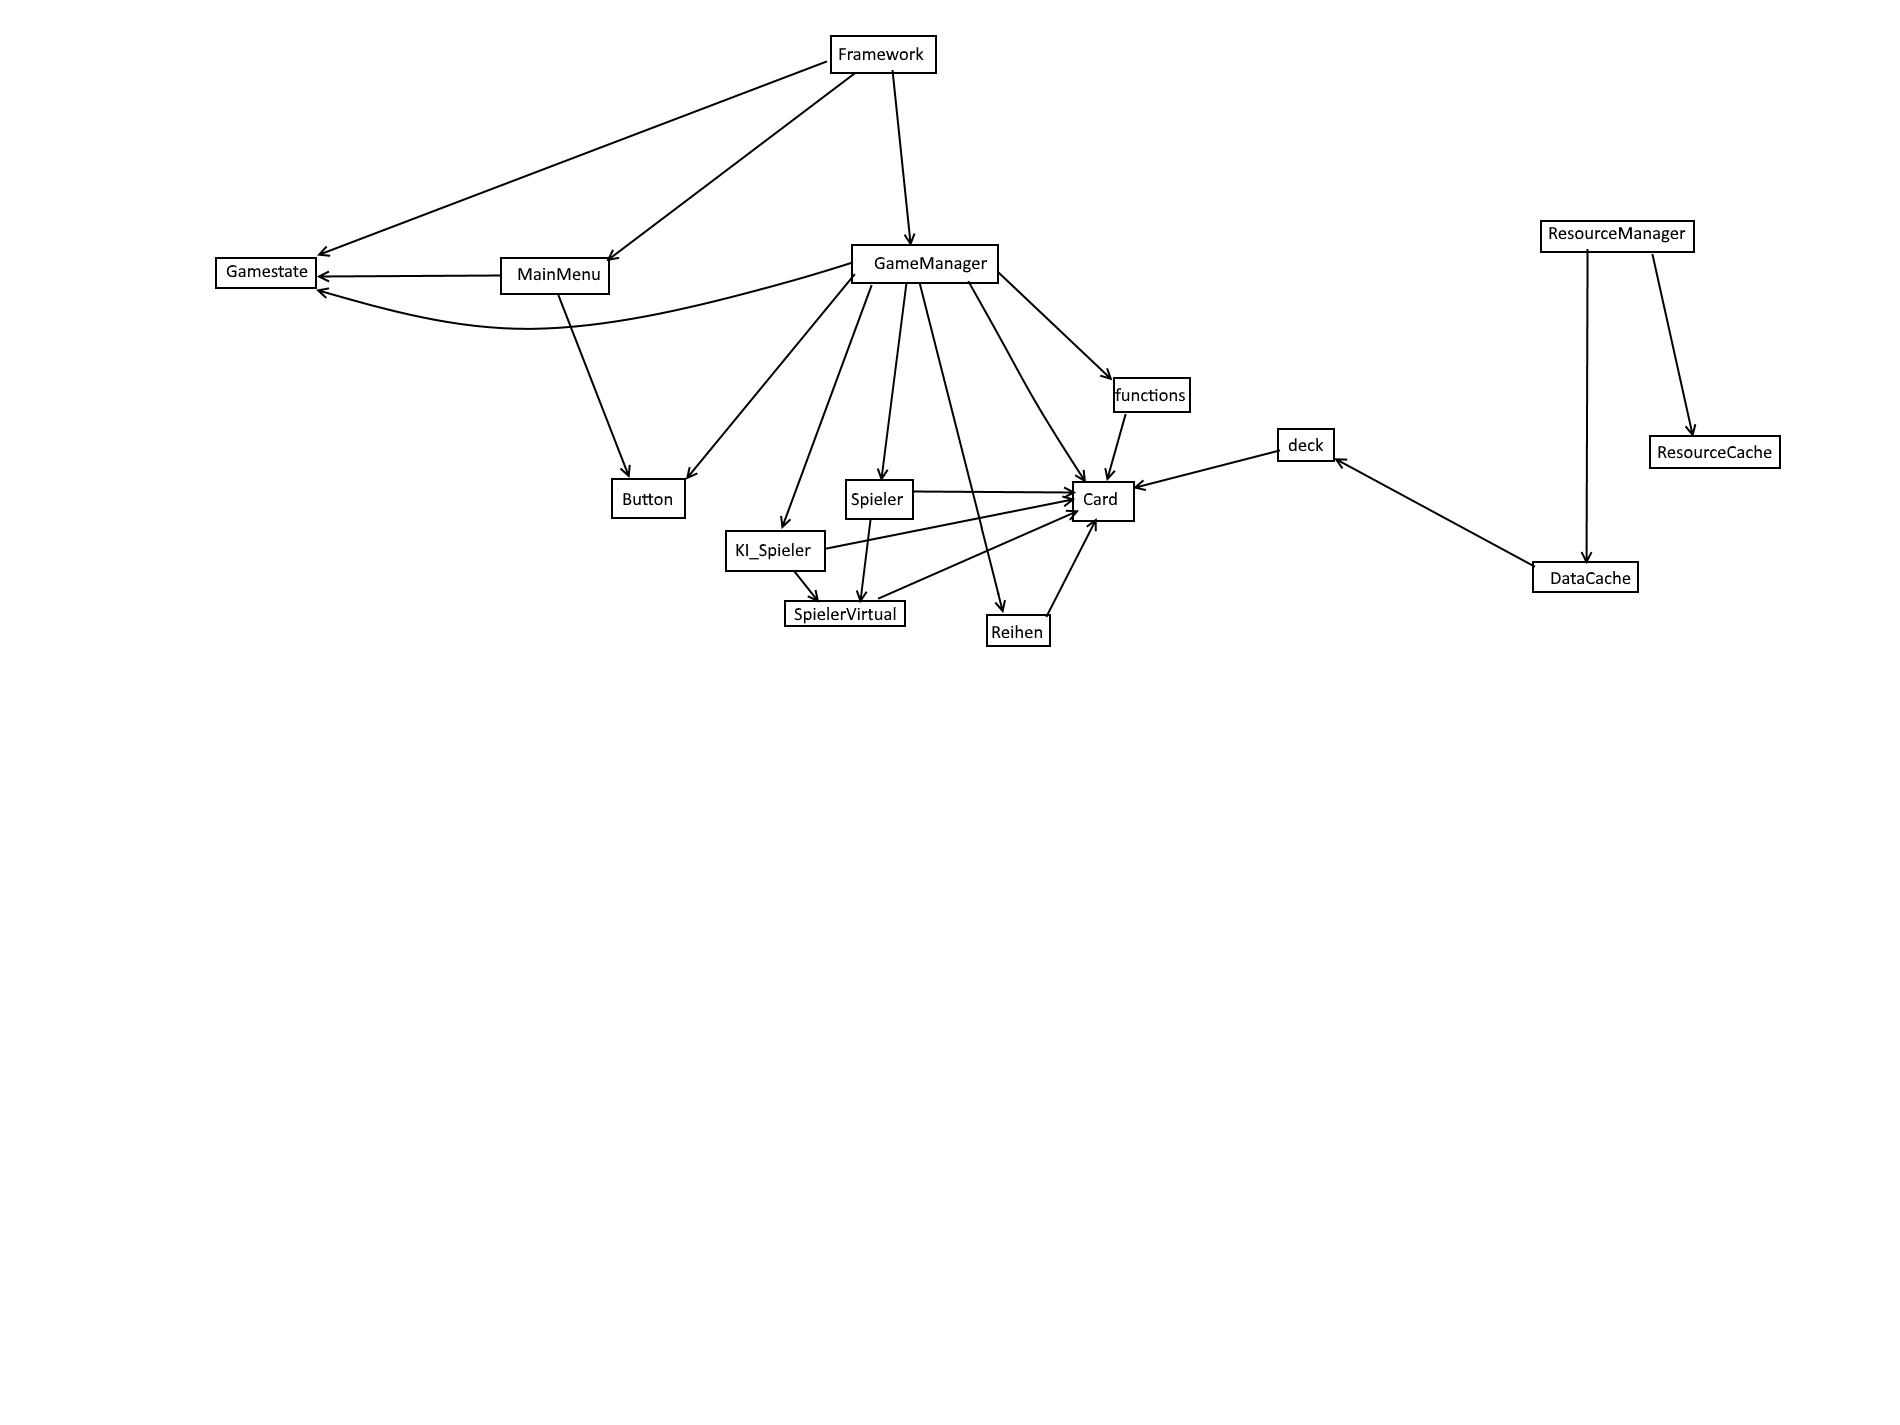 Framework
ResourceManager
Gamestate
MainMenu
GameManager
functions
deck
ResourceCache
Button
Spieler
Card
KI_Spieler
DataCache
SpielerVirtual
Reihen